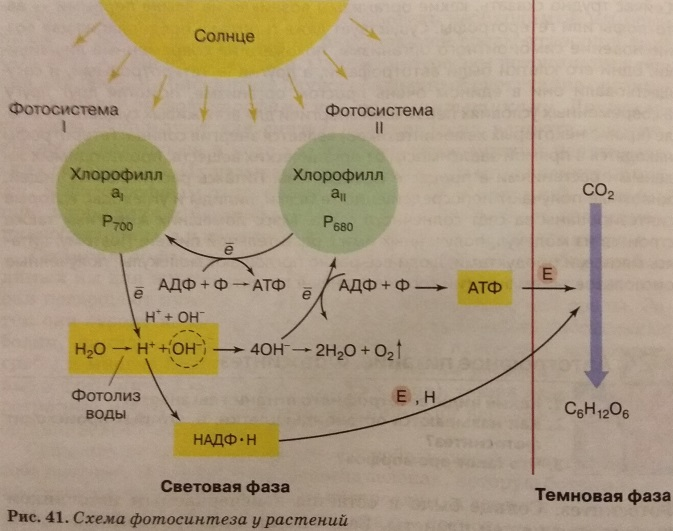 Солнце
Фотосистема
I
Фотосистема
II
Хлорофилл
aI
P700
Хлорофилл
aII
P680
CO₂
ē
АДФ + Ф → АТФ
ē
АДФ + Ф → АТФ
E
ē
H⁺ + OH⁻
H₂O → H⁺ + OH⁻ → 4OH⁻ → 2H₂O + O₂↑
Фотолиз
воды
E , H
C₆H₁₂O₆
НАДФ·Н
Световая фаза
Темновая фаза
Рис. 41. Схема фотосинтеза у растений